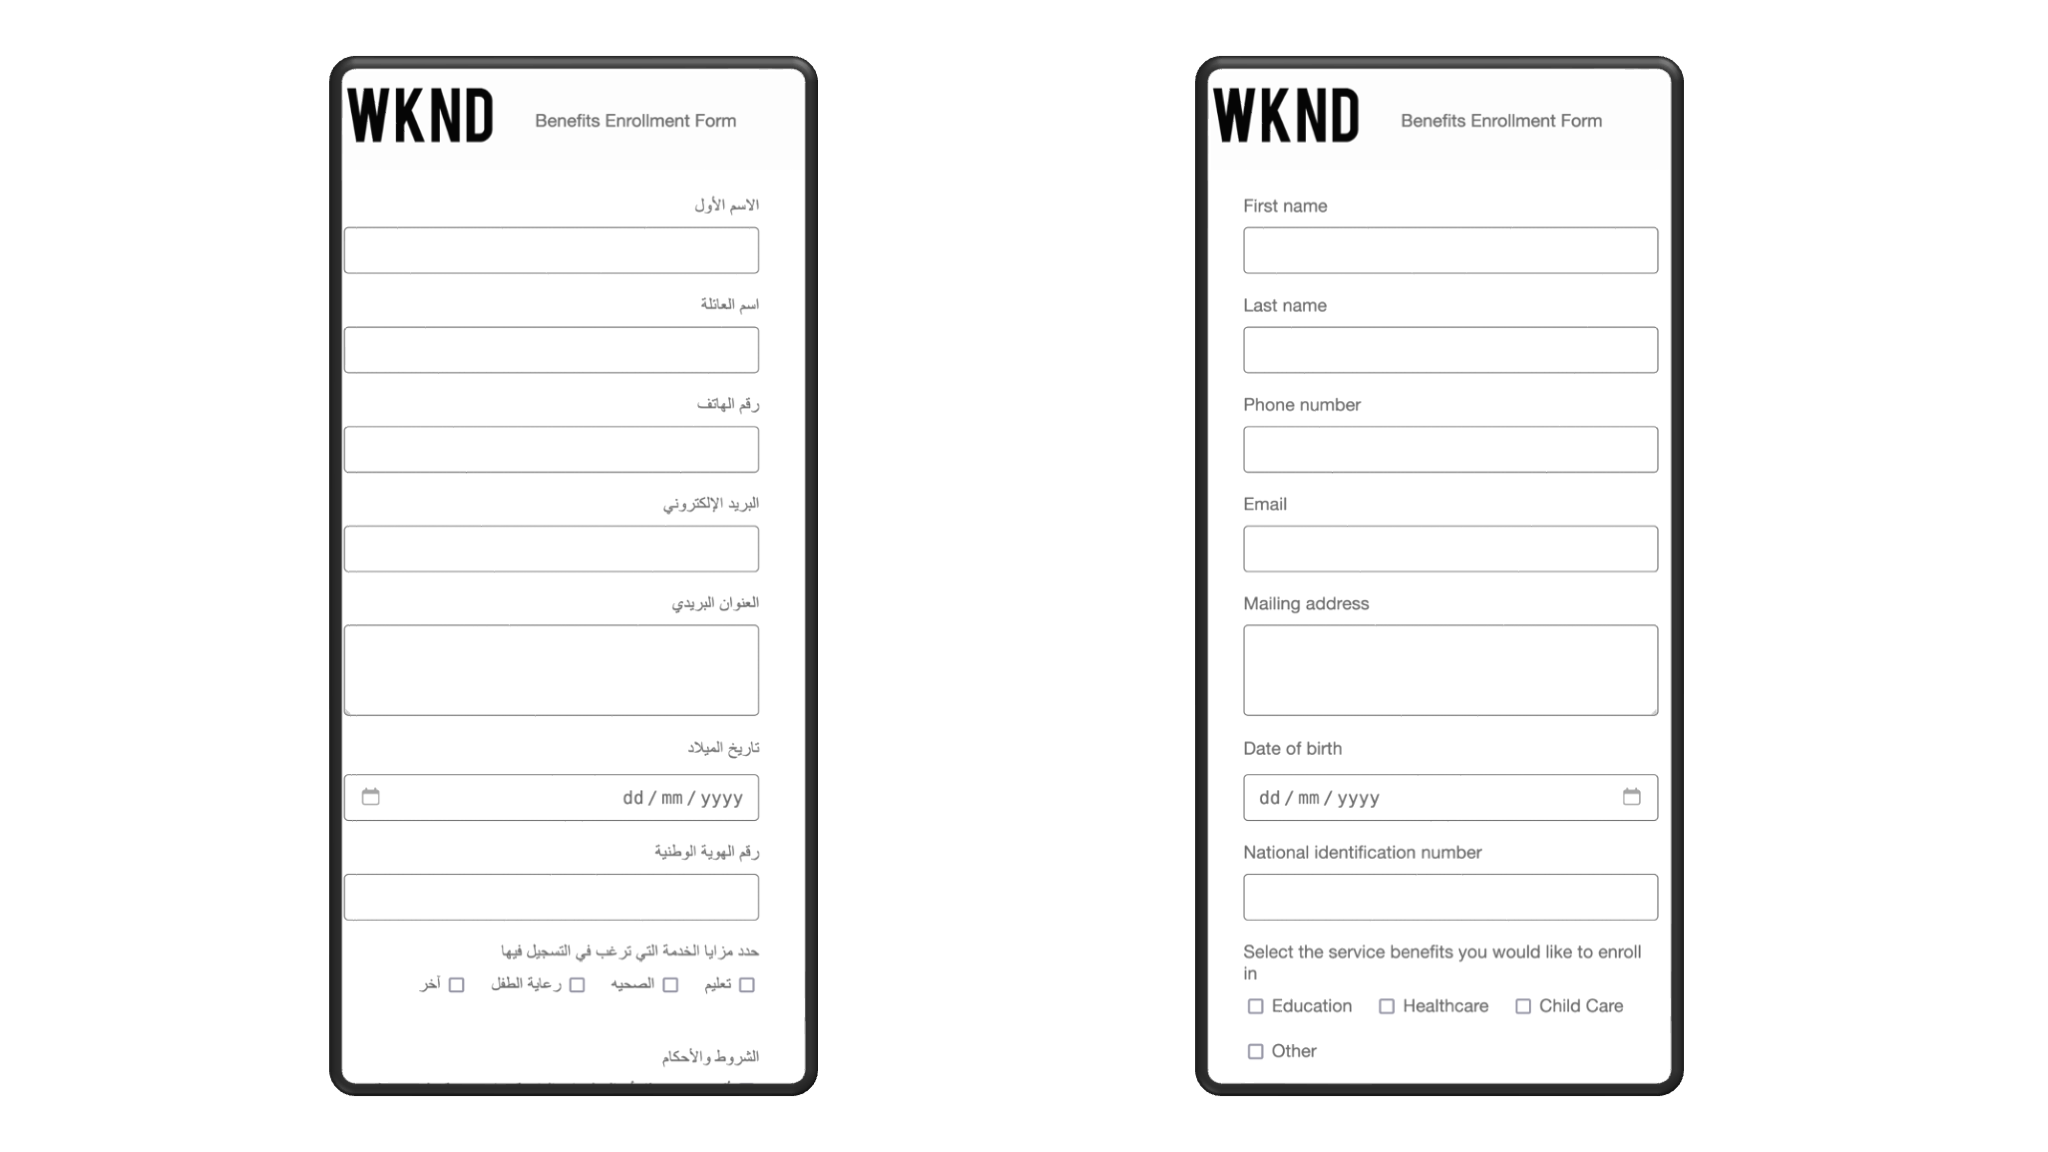 WKND
Benefits Enrollment Form
الاسم الأول
اسم العائلة
رقم الهاتف
البريد الإلكتروني
العنوان البريدي
تاريخ الميلاد
dd/mm/yyyy
رقم الهوية الوطنية
حدد مزايا الخدمة التي ترغب في التسجيل فيها
تعليم الصحيه رعاية الطفل آخر
الشروط والأحكام
WKND
Benefits Enrollment Form
First name
Last name
Phone number
Email
Mailing address
Date of birth
dd/mm/yyyy
National identification number
Select the service benefits you would like to enroll
in
Education Healthcare Child Care
Other